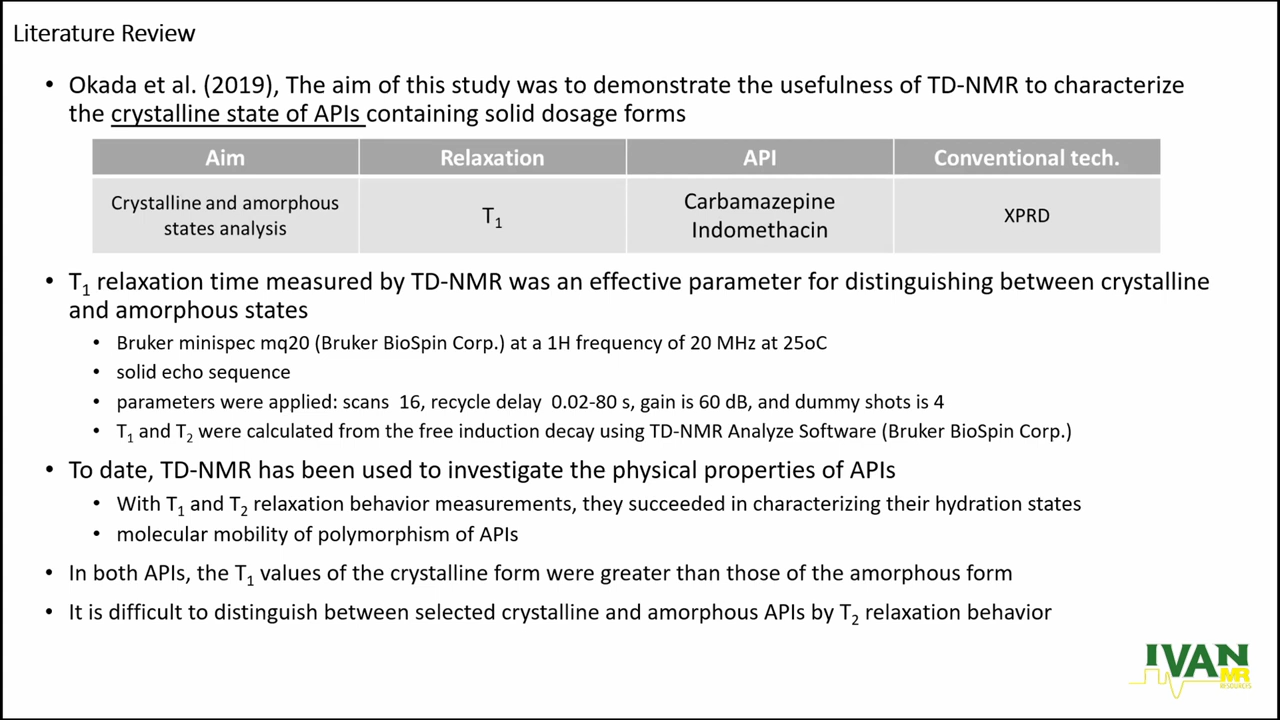 Literature Review
• Okada et al. (2019), The aim of this study was to demonstrate the usefulness of TD-NMR to characterize
the crystalline state of APIs containing solid dosage forms
Aim Relaxation API Conventional tech.
Crystalline and amorphous
states analysis
T₁
Carbamazepine
Indomethacin
XPRD
• T₁ relaxation time measured by TD-NMR was an effective parameter for distinguishing between crystalline
and amorphous states
• Bruker minispec mq20 (Bruker BioSpin Corp.) at a 1H frequency of 20 MHz at 25oC
• solid echo sequence
• parameters were applied: scans 16, recycle delay 0.02-80 s, gain is 60 dB, and dummy shots is 4
• T₁ and T₂ were calculated from the free induction decay using TD-NMR Analyze Software (Bruker BioSpin Corp.)
• To date, TD-NMR has been used to investigate the physical properties of APIs
• With T₁ and T₂ relaxation behavior measurements, they succeeded in characterizing their hydration states
• molecular mobility of polymorphism of APIs
• In both APIs, the T₁ values of the crystalline form were greater than those of the amorphous form
• It is difficult to distinguish between selected crystalline and amorphous APIs by T₂ relaxation behavior
IVAN
MR
RESOURCES